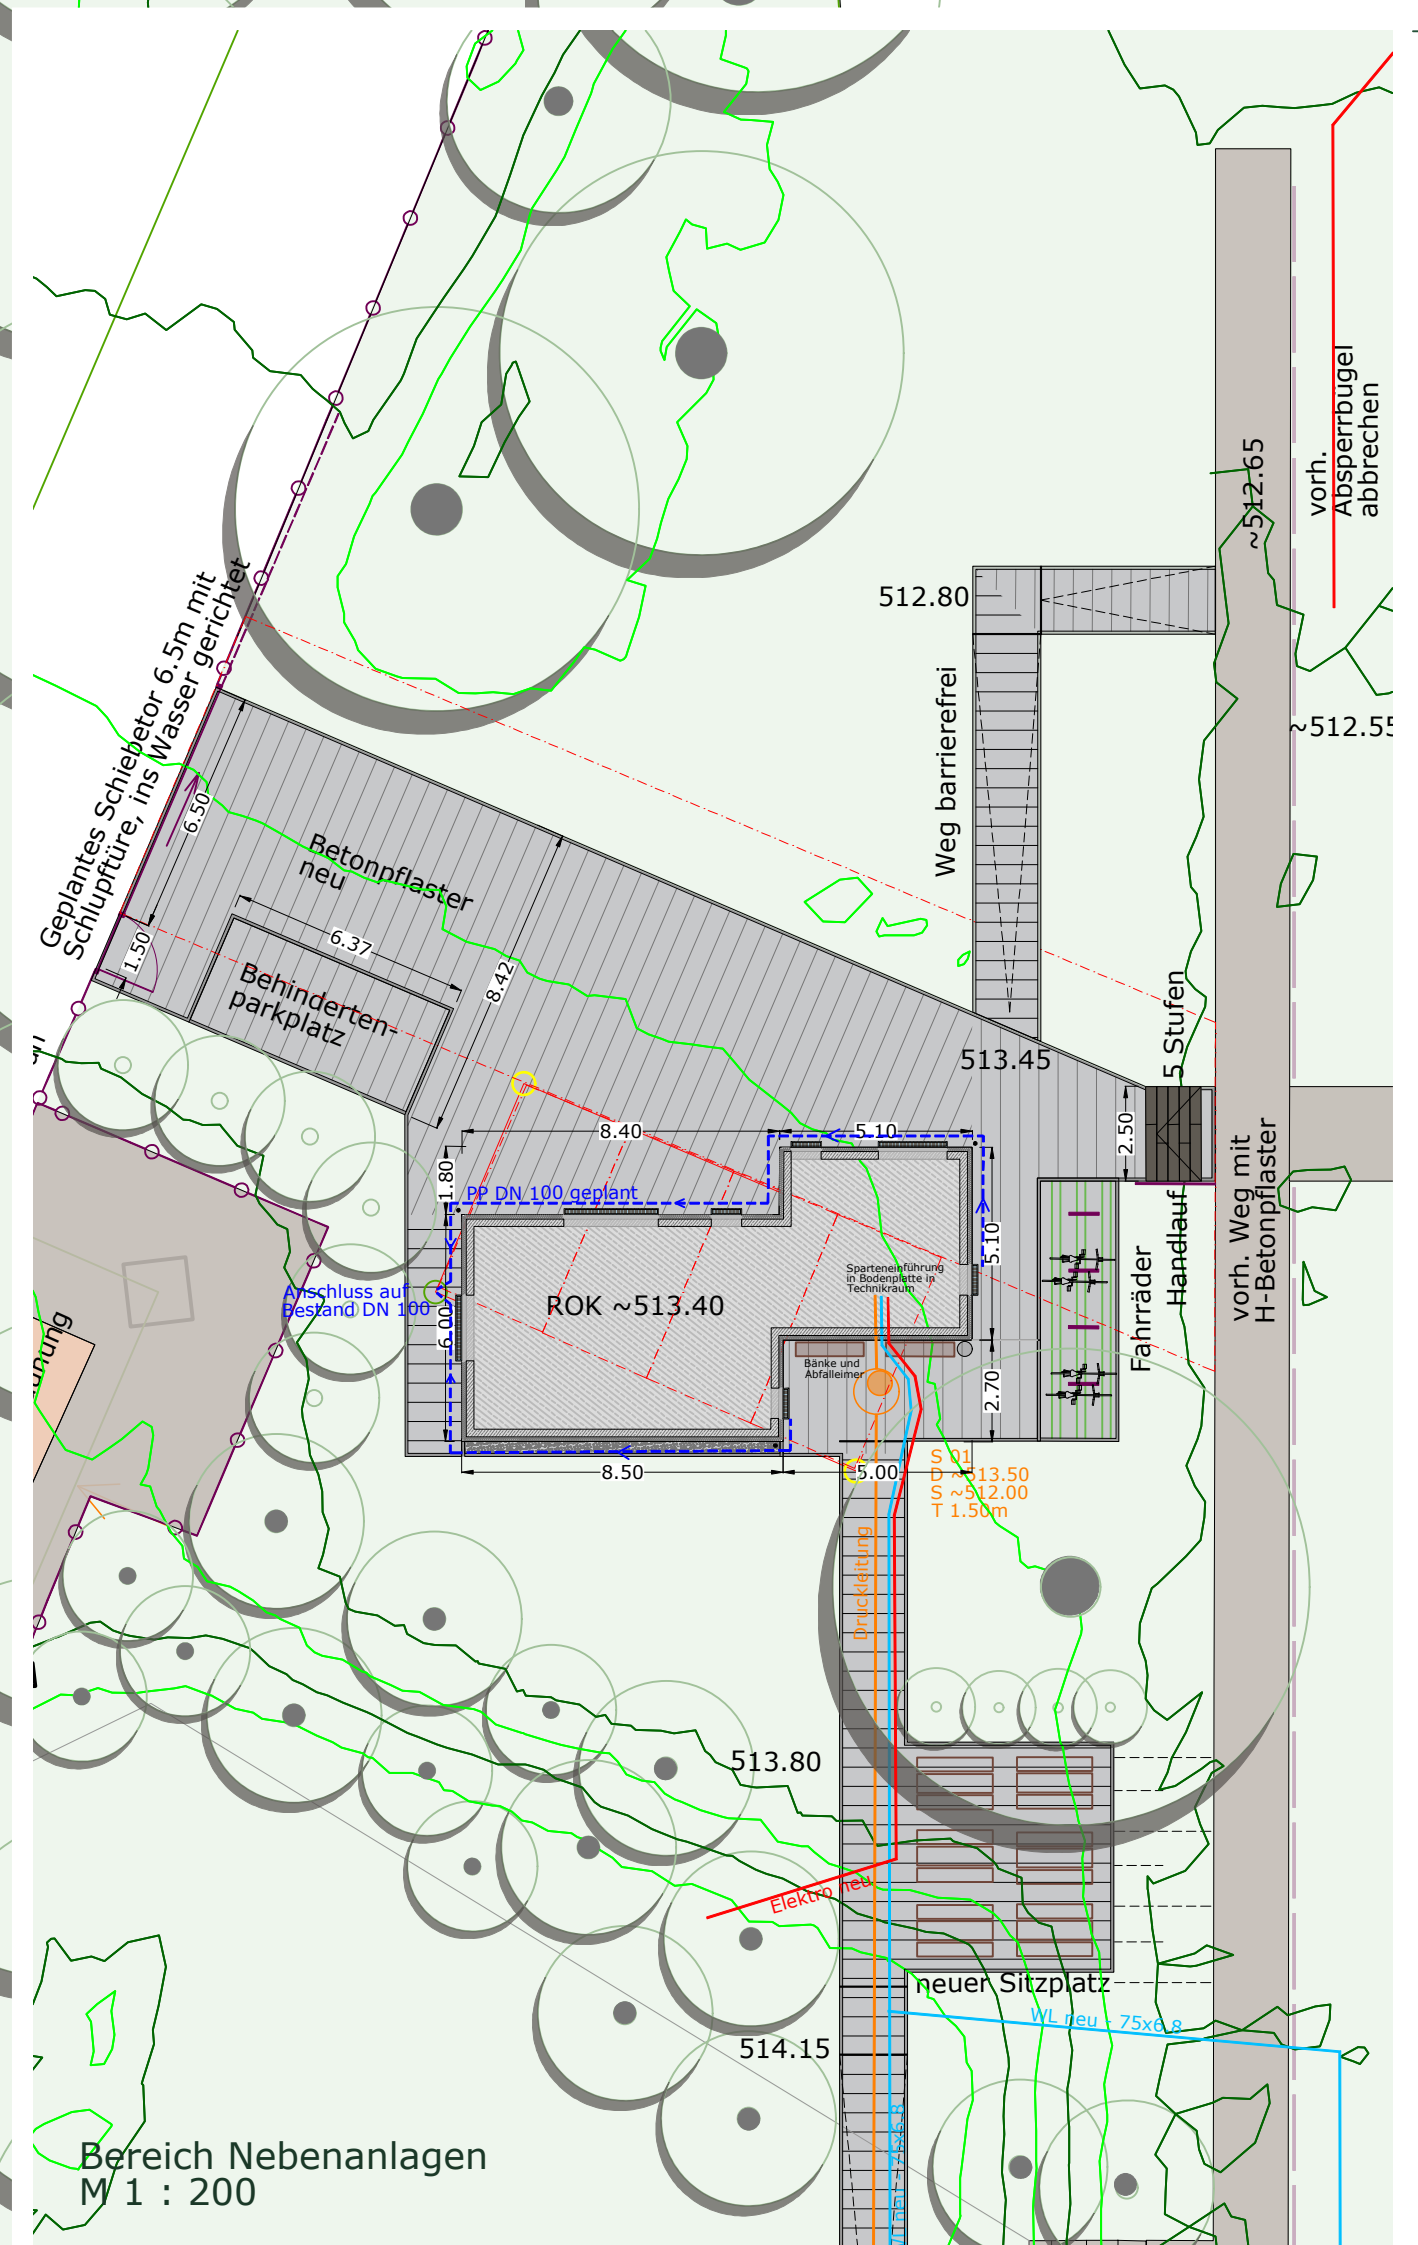 vorh.
Absperrbügel
abbrechen
~512.65
512.80
~512.55
Weg barrierefrei
Geplantes Schiebetor 6.5m mit
Schlupftüre, ins Wasser gerichtet
6.50
1.50
Betonpflaster
neu
6.37
8.42
Behinderten-
parkplatz
513.45
5 Stufen
2.50
8.40
5.10
1.80
PP DN 100 geplant
5.10
Handlauf
Fahrräder
vorh. Weg mit
H-Betonpflaster
Sparteneinführung
in Bodenplatte in
Technikraum
Anschluss auf
Bestand DN 100
6.00
ROK ~513.40
Bänke und
Abfalleimer
2.70
8.50
5.00
S 01
D ~513.50
S ~512.00
T 1.50m
Druckleitung
513.80
Elektro neu
neuer Sitzplatz
WL neu - 75x6.8
514.15
WL neu - 75x6.8
Bereich Nebenanlagen
M 1 : 200